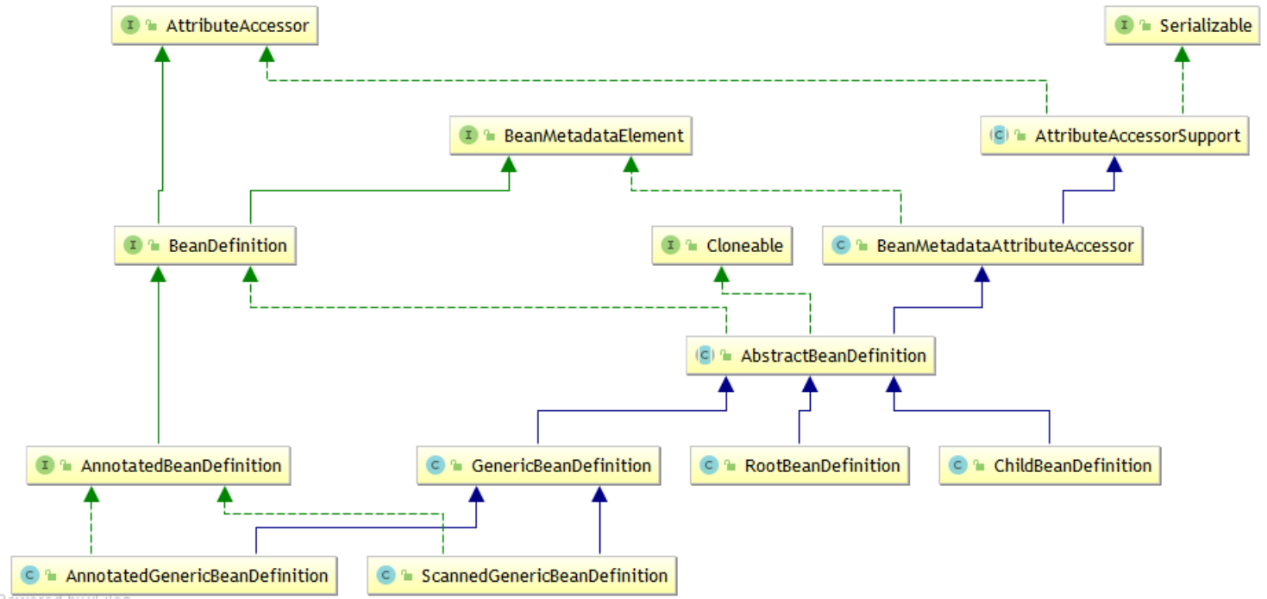 I AttributeAccessor
I Serializable
I BeanMetadataElement
C AttributeAccessorSupport
I BeanDefinition
I Cloneable
C BeanMetadataAttributeAccessor
C AbstractBeanDefinition
I AnnotatedBeanDefinition
C GenericBeanDefinition
C RootBeanDefinition
C ChildBeanDefinition
C AnnotatedGenericBeanDefinition
C ScannedGenericBeanDefinition